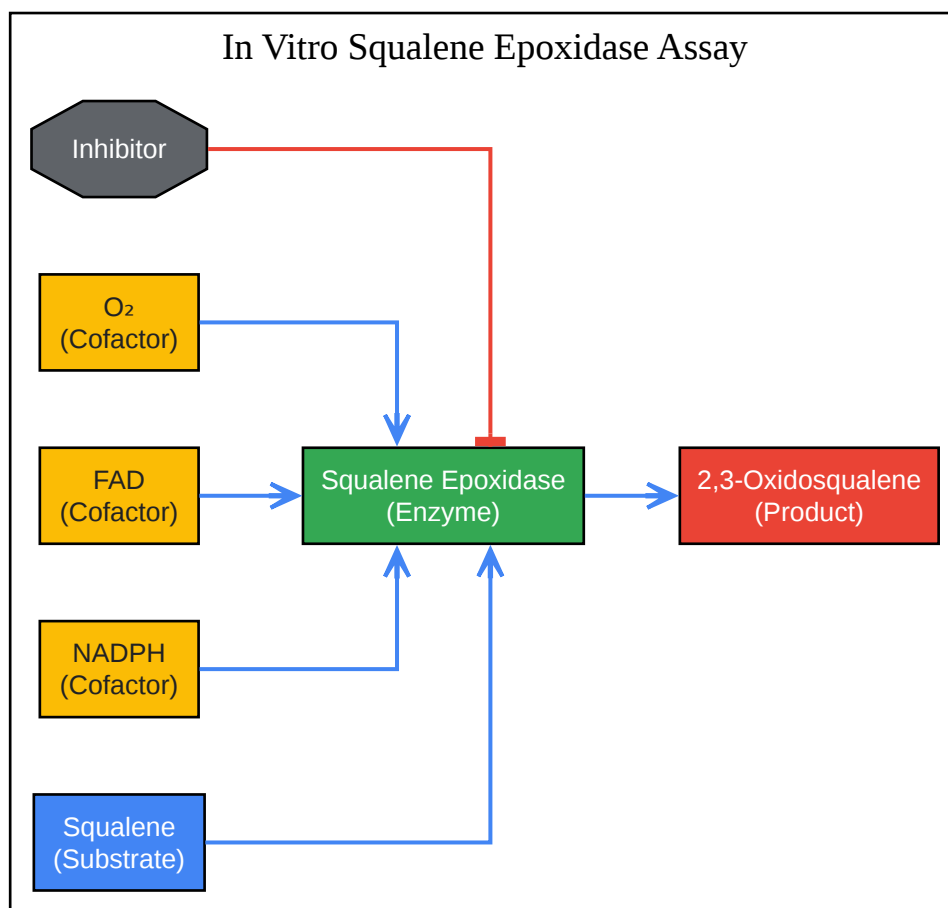 In Vitro Squalene Epoxidase Assay
Inhibitor
O₂
(Cofactor)
FAD
(Cofactor)
Squalene Epoxidase
(Enzyme)
2,3-Oxidosqualene
(Product)
NADPH
(Cofactor)
Squalene
(Substrate)